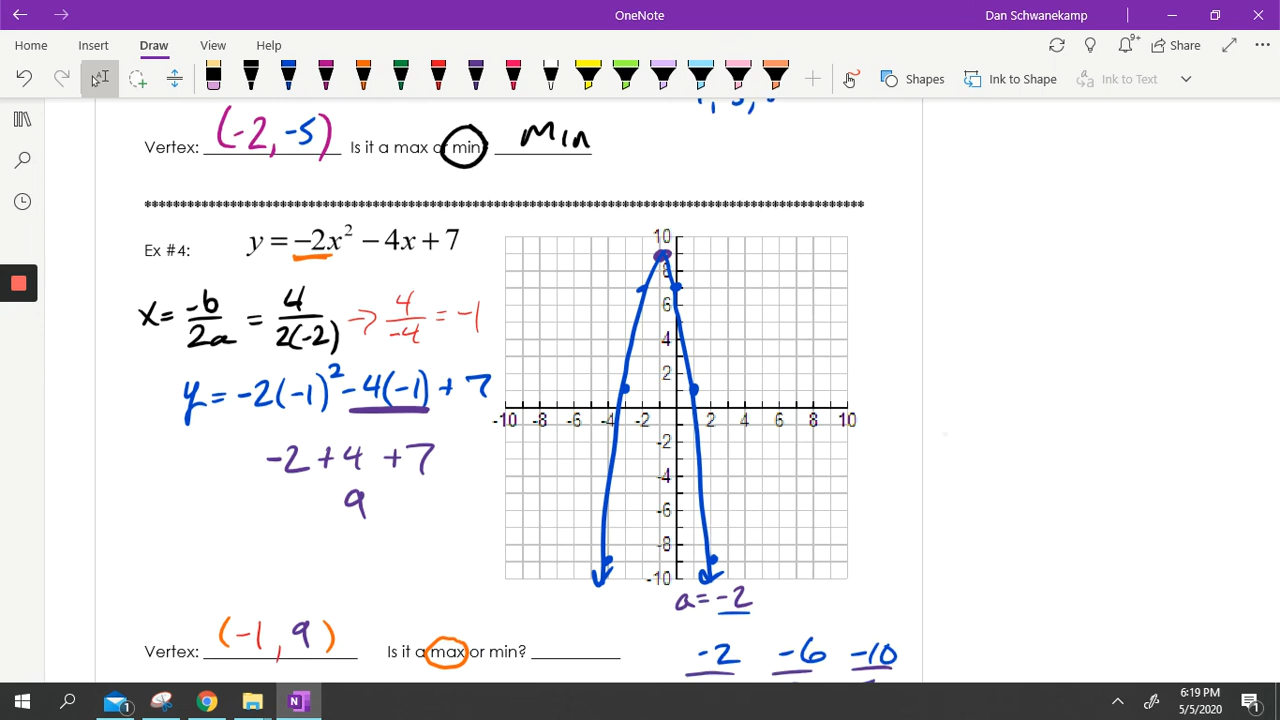 OneNote
Dan Schwanekamp
Home Insert Draw View Help
9+ Share
Shapes Ink to Shape Ink to Text
Vertex: (-2, -5) Is it a max or min? Min
************************************************************
Ex #4: y = -2x² - 4x + 7
x = -b/2a = 4/2(-2) → 4/-4 = -1
y = -2(-1)² - 4(-1) + 7
-2 + 4 + 7
9
10
8
6
4
2
-10 -8 -6 -4 -2 2 4 6 8 10
-2
-4
-6
-8
-10
a = -2
Vertex: (-1, 9) Is it a max or min?
-2 -6 -10
6:19 PM
5/5/2020